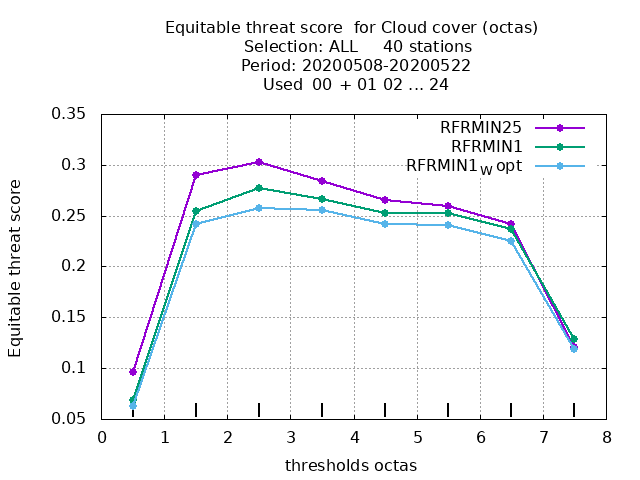 Equitable threat score  for Cloud cover (octas)
Selection: ALL     40 stations
Period: 20200508-20200522
Used  00  + 01 02 ... 24
0.35
0.3
0.25
0.2
0.15
0.1
0.05
Equitable threat score
RFRMIN25
RFRMIN1
RFRMIN1W opt
0 1 2 3 4 5 6 7 8
thresholds octas